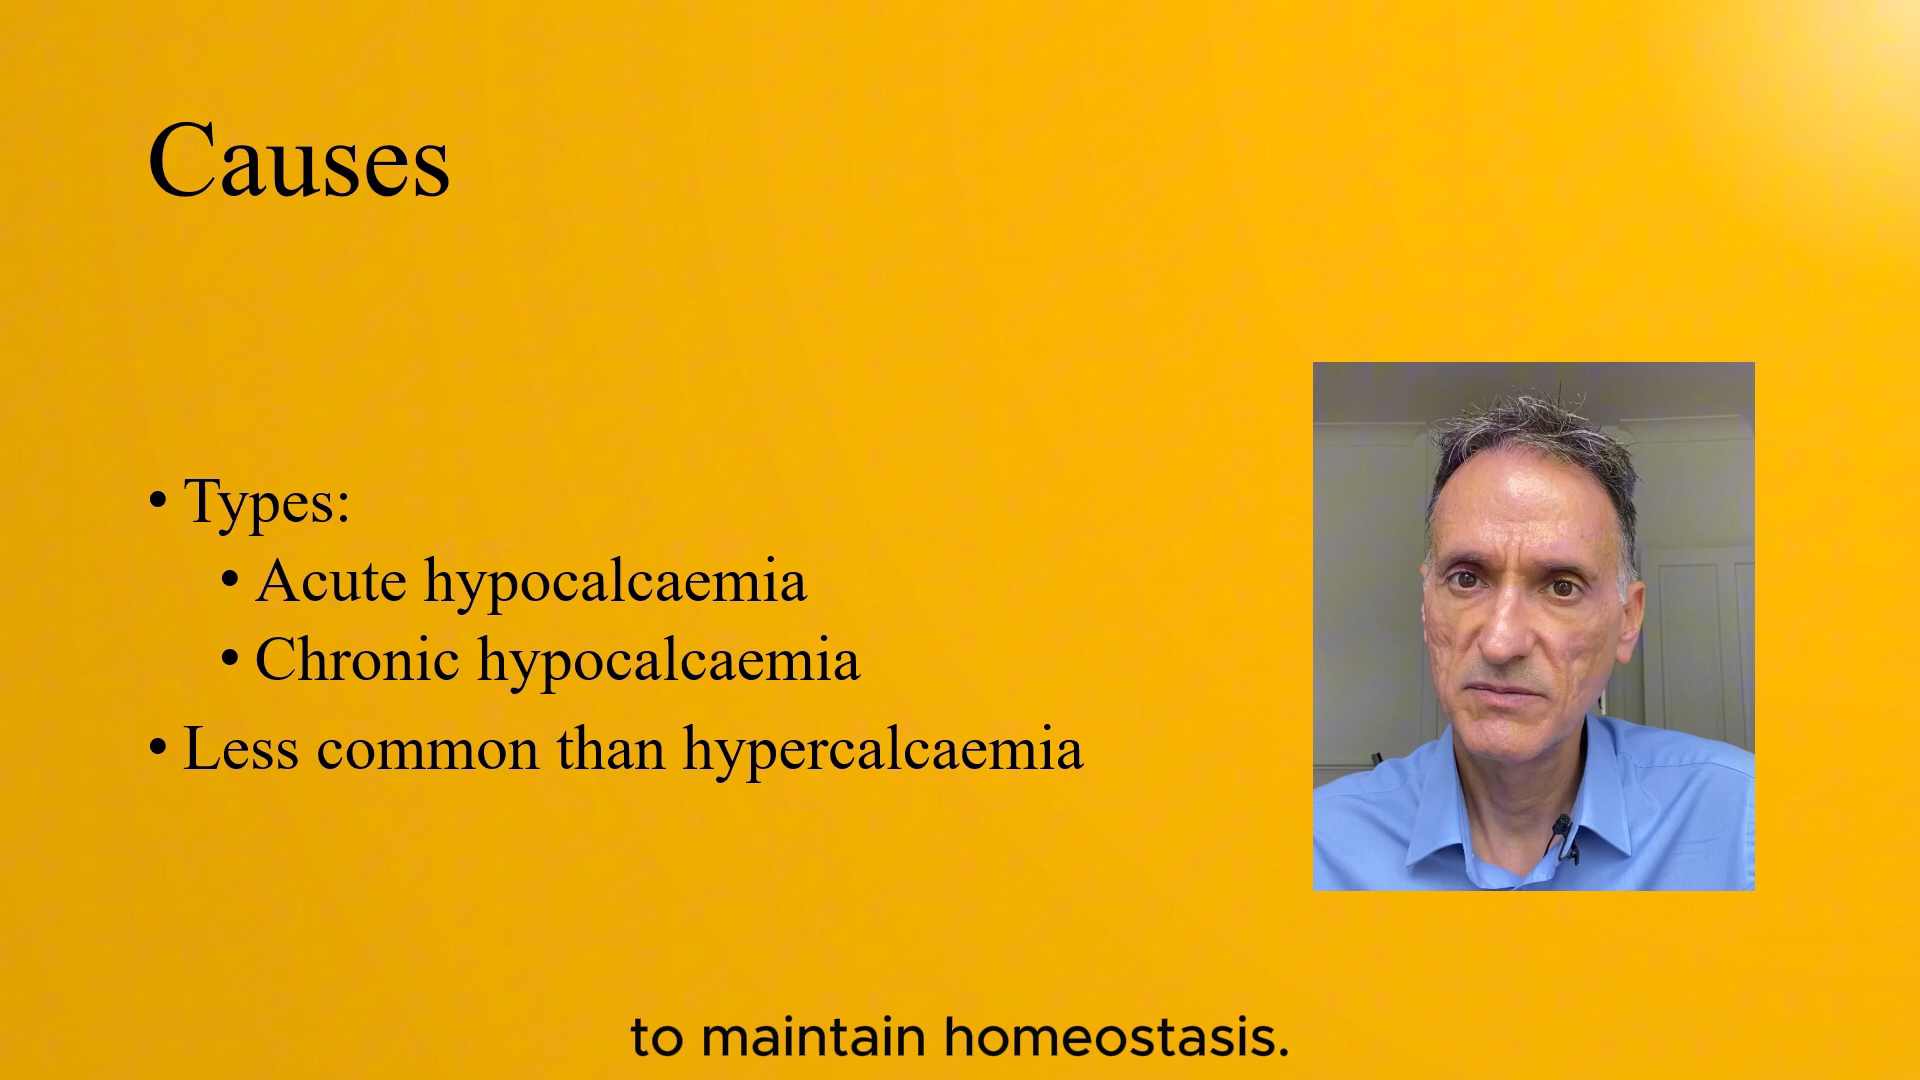 Causes
• Types:
• Acute hypocalcaemia
• Chronic hypocalcaemia
• Less common than hypercalcaemia
to maintain homeostasis.